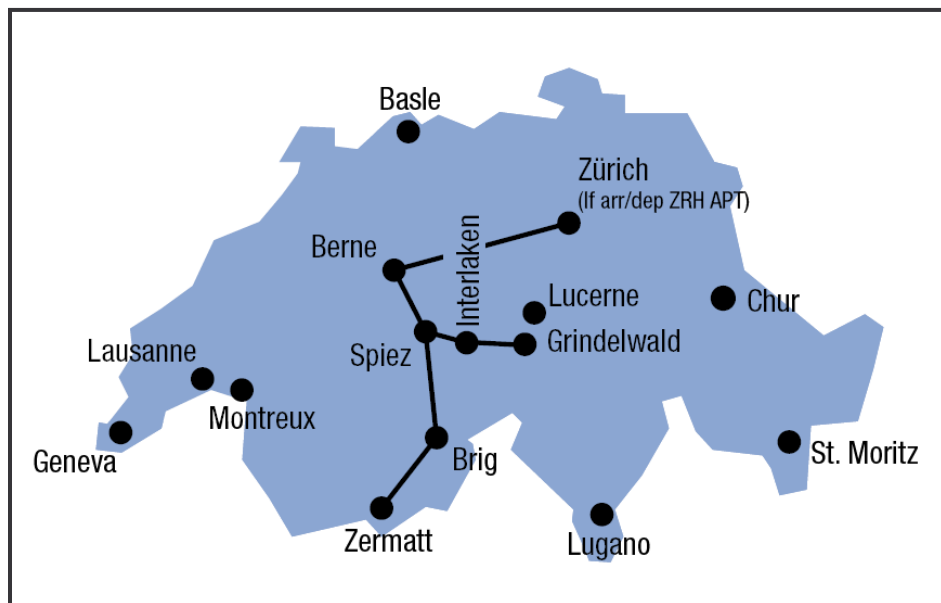 Basle
Zürich
(If arr/dep ZRH APT)
Berne
Interlaken
Lucerne
Chur
Spiez
Grindelwald
Lausanne
Montreux
Geneva
Brig
St. Moritz
Zermatt
Lugano